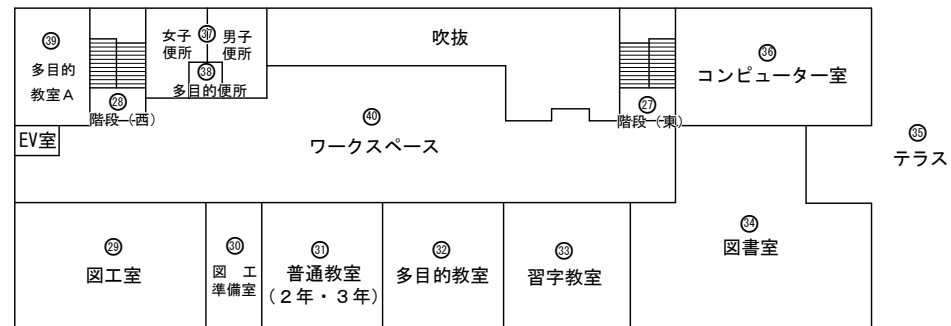 ㊴
多目的
教室A
㉘
階段(西)
女子
便所
㊲
男子
便所
㊳
多目的便所
吹抜
㉗
階段(東)
㊱
コンピューター室
EV室
㊵
ワークスペース
㉟
テラス
㉙
図工室
㉚
図 工
準備室
㉛
普通教室
(2年・3年)
㉜
多目的教室
㉝
習字教室
㉞
図書室